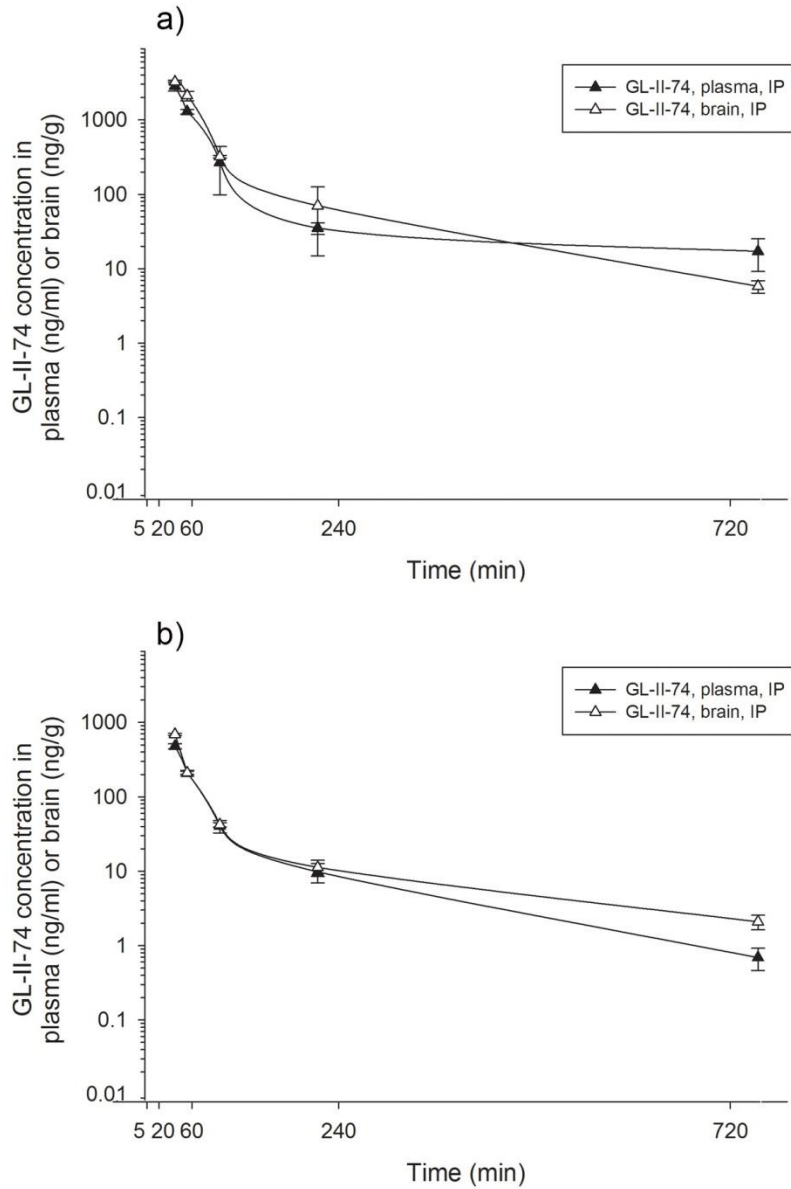 a)
GL-II-74 concentration in
plasma (ng/ml) or brain (ng/g)
1000
100
10
1
0.1
0.01
GL-II-74, plasma, IP
GL-II-74, brain, IP
5 20 60 240 720
Time (min)
b)
GL-II-74 concentration in
plasma (ng/ml) or brain (ng/g)
1000
100
10
1
0.1
0.01
GL-II-74, plasma, IP
GL-II-74, brain, IP
5 20 60 240 720
Time (min)